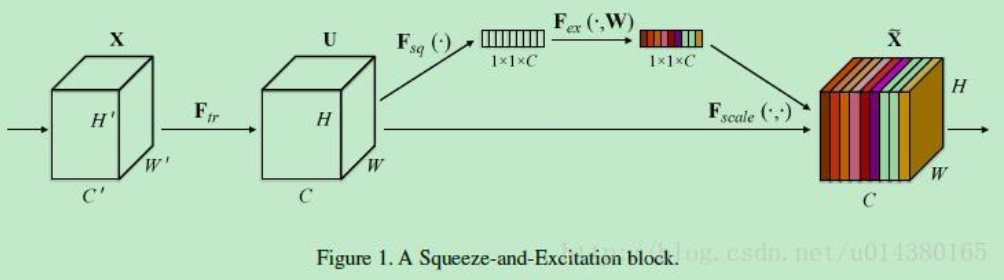 X
U
X̃
F_sq (·)
F_ex (·,W)
1×1×C
1×1×C
F_tr
F_scale (·,·)
H'
W'
C'
H
W
C
H
W
C
Figure 1. A Squeeze-and-Excitation block.
http://blog.csdn.net/u014380165